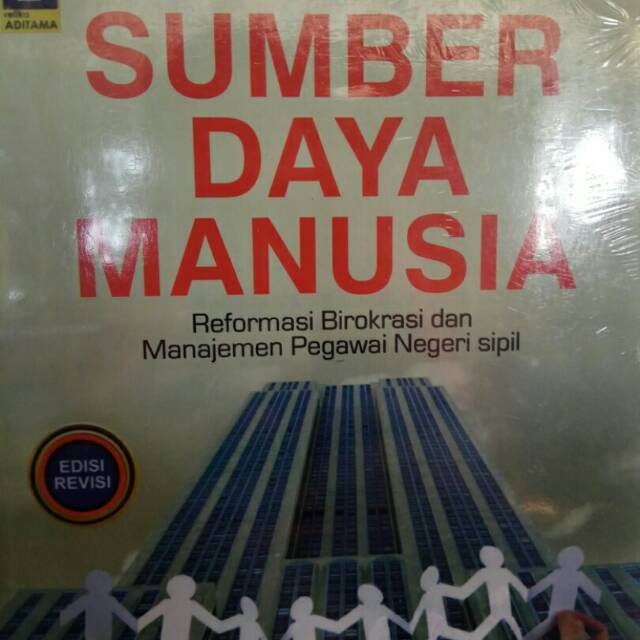 ADITAMA
SUMBER
DAYA
MANUSIA
Reformasi Birokrasi dan
Manajemen Pegawai Negeri sipil
EDISI
REVISI